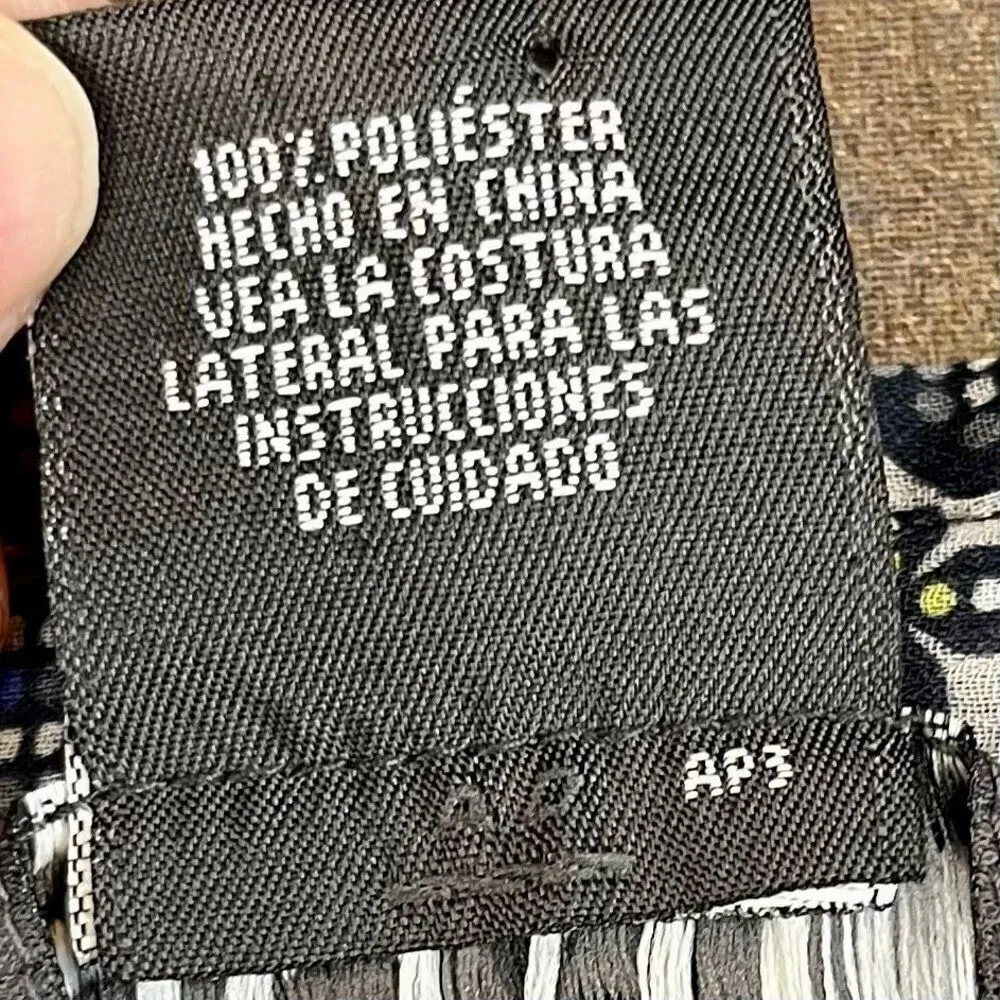 100% POLIÉSTER
HECHO EN CHINA
VEA LA COSTURA
LATERAL PARA LAS
INSTRUCCIONES
DE CUIDADO
AP3